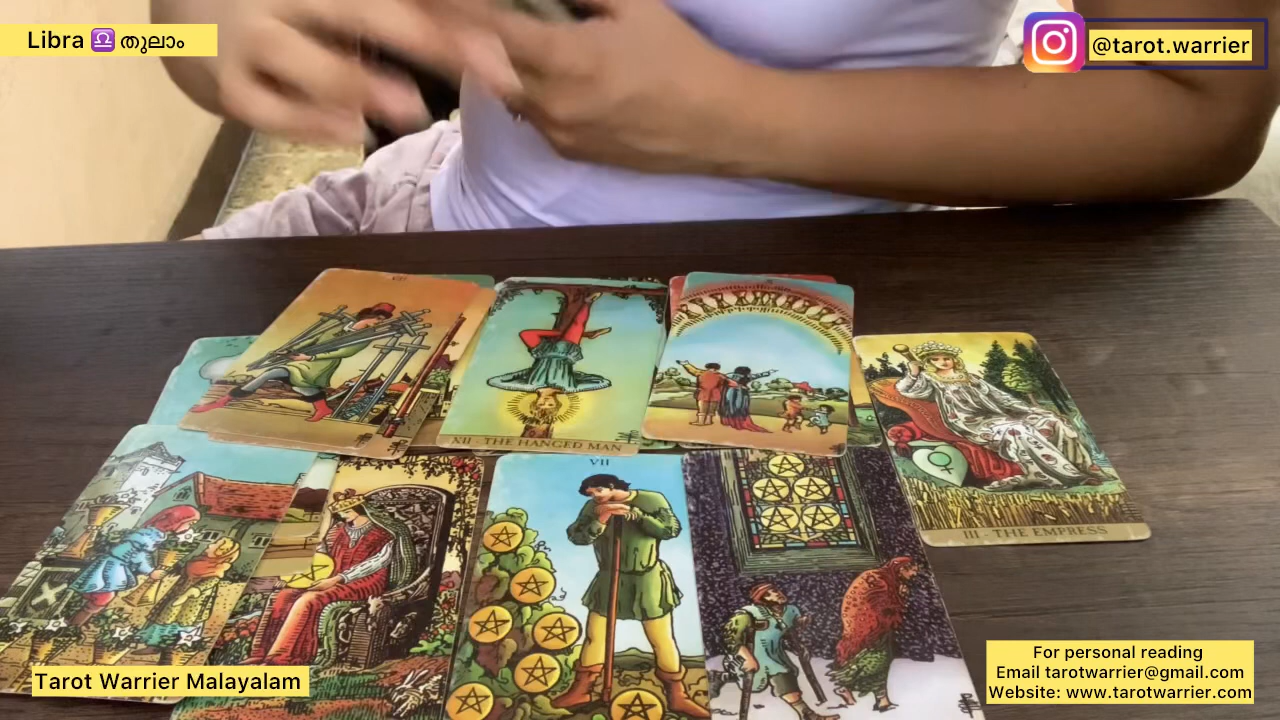 Libra ♎ തുലാം
@tarot.warrier
VII
XII - THE HANGED MAN
III - THE EMPRESS
VII
Tarot Warrier Malayalam
For personal reading
Email tarotwarrier@gmail.com
Website: www.tarotwarrier.com